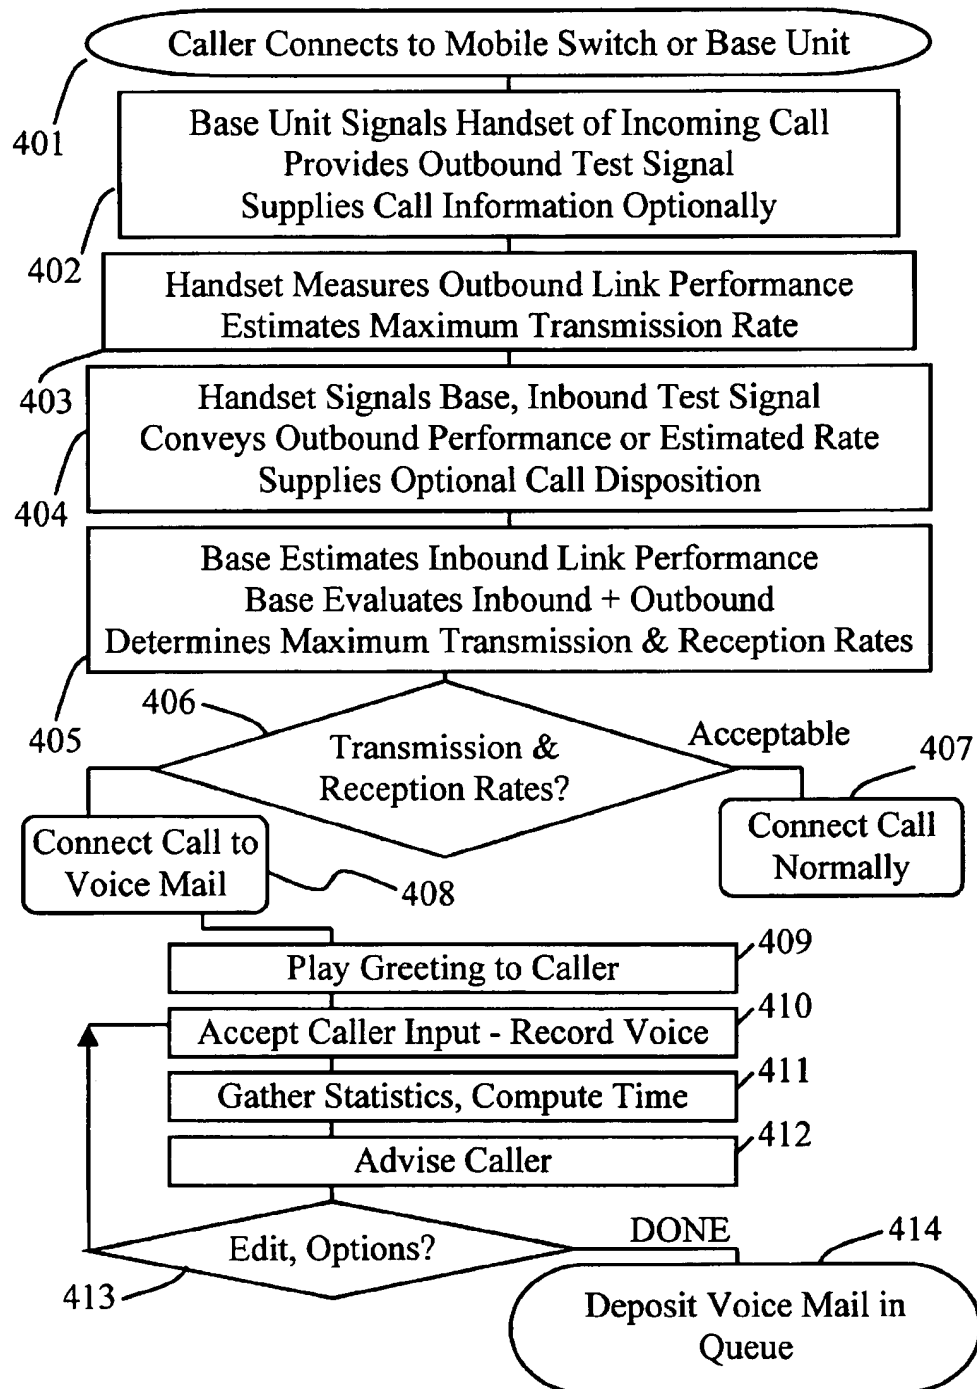 Caller Connects to Mobile Switch or Base Unit
401
Base Unit Signals Handset of Incoming Call
Provides Outbound Test Signal
Supplies Call Information Optionally
402
Handset Measures Outbound Link Performance
Estimates Maximum Transmission Rate
403
Handset Signals Base, Inbound Test Signal
Conveys Outbound Performance or Estimated Rate
Supplies Optional Call Disposition
404
Base Estimates Inbound Link Performance
Base Evaluates Inbound + Outbound
Determines Maximum Transmission & Reception Rates
405
406
Transmission &
Reception Rates?
Acceptable
407
Connect Call
Normally
Connect Call to
Voice Mail
408
409
Play Greeting to Caller
410
Accept Caller Input - Record Voice
411
Gather Statistics, Compute Time
412
Advise Caller
Edit, Options?
413
DONE
414
Deposit Voice Mail in
Queue